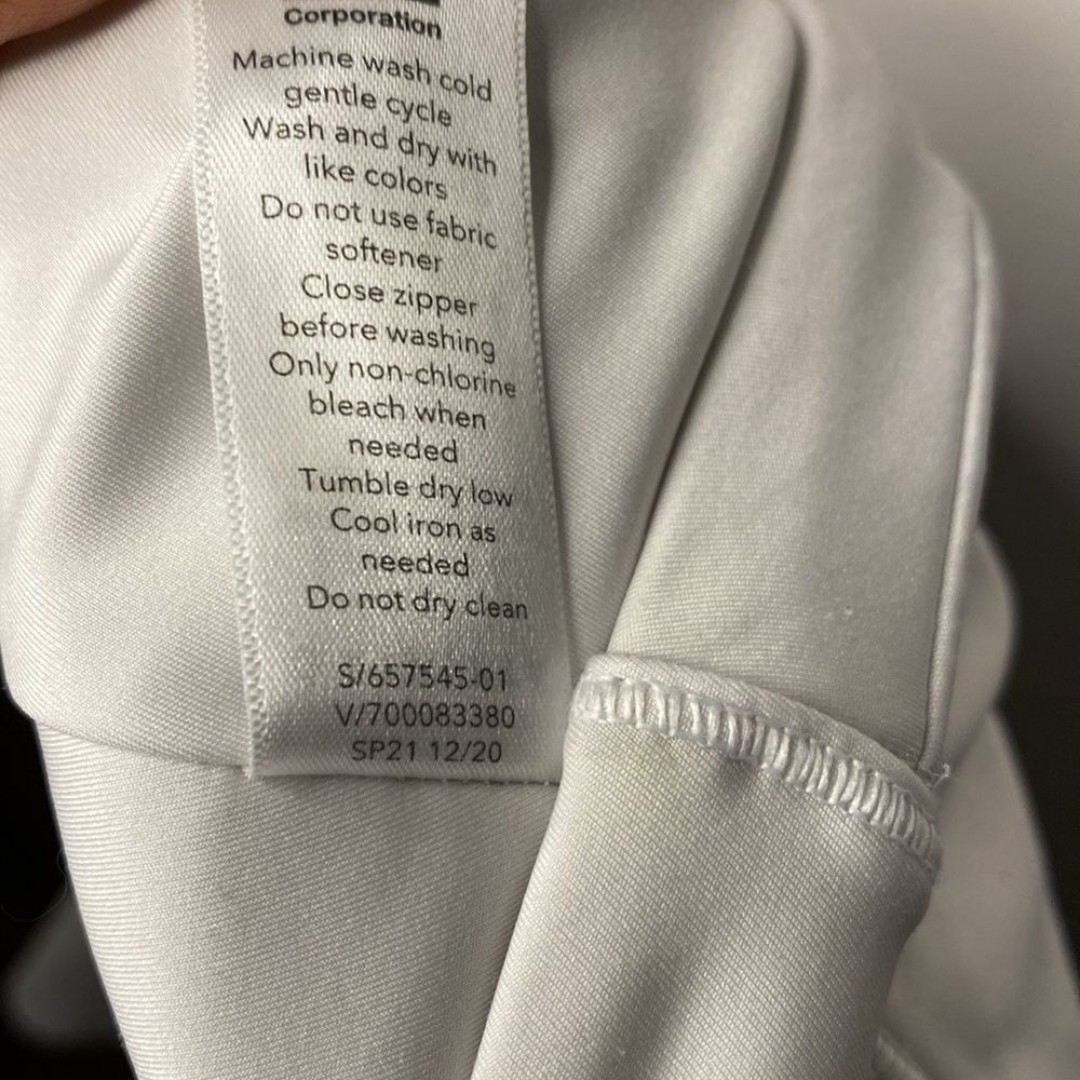 Corporation
Machine wash cold
gentle cycle
Wash and dry with
like colors
Do not use fabric
softener
Close zipper
before washing
Only non-chlorine
bleach when
needed
Tumble dry low
Cool iron as
needed
Do not dry clean
S/657545-01
V/700083380
SP21 12/20